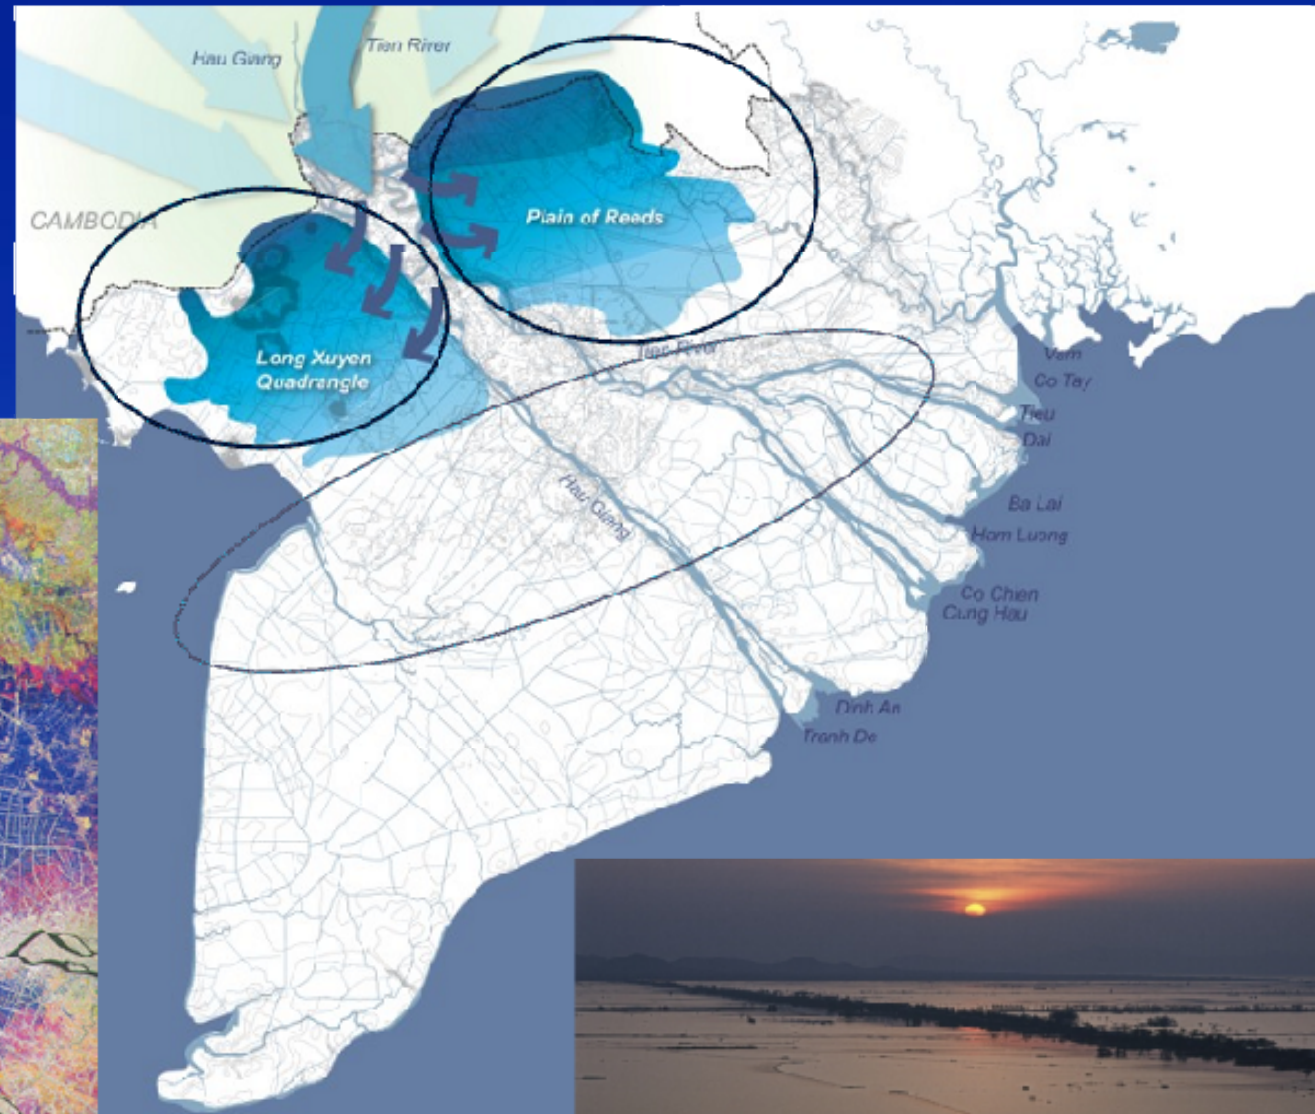 Hau Giang
Tien River
CAMBODIA
Plain of Reeds
Long Xuyen
Quadrangle
Tien River
Hau Giang
Vam
Co Tay
Tieu
Dai
Ba Lai
Ham Luong
Co Chien
Cung Hau
Dinh An
Tranh De